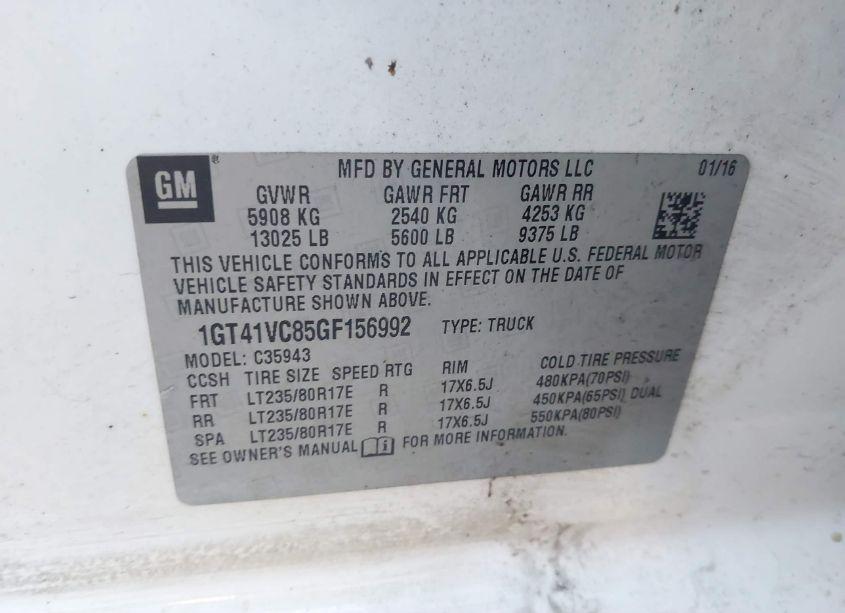 GM® MFD BY GENERAL MOTORS LLC 01/16
GVWR GAWR FRT GAWR RR
5908 KG 2540 KG 4253 KG
13025 LB 5600 LB 9375 LB
THIS VEHICLE CONFORMS TO ALL APPLICABLE U.S. FEDERAL MOTOR
VEHICLE SAFETY STANDARDS IN EFFECT ON THE DATE OF
MANUFACTURE SHOWN ABOVE.
1GT41VC85GF156992 TYPE: TRUCK
MODEL: C35943
CCSH TIRE SIZE SPEED RTG RIM COLD TIRE PRESSURE
FRT LT235/80R17E R 17X6.5J 480KPA(70PSI)
RR LT235/80R17E R 17X6.5J 450KPA(65PSI) DUAL
SPA LT235/80R17E R 17X6.5J 550KPA(80PSI)
SEE OWNER'S MANUAL i FOR MORE INFORMATION.